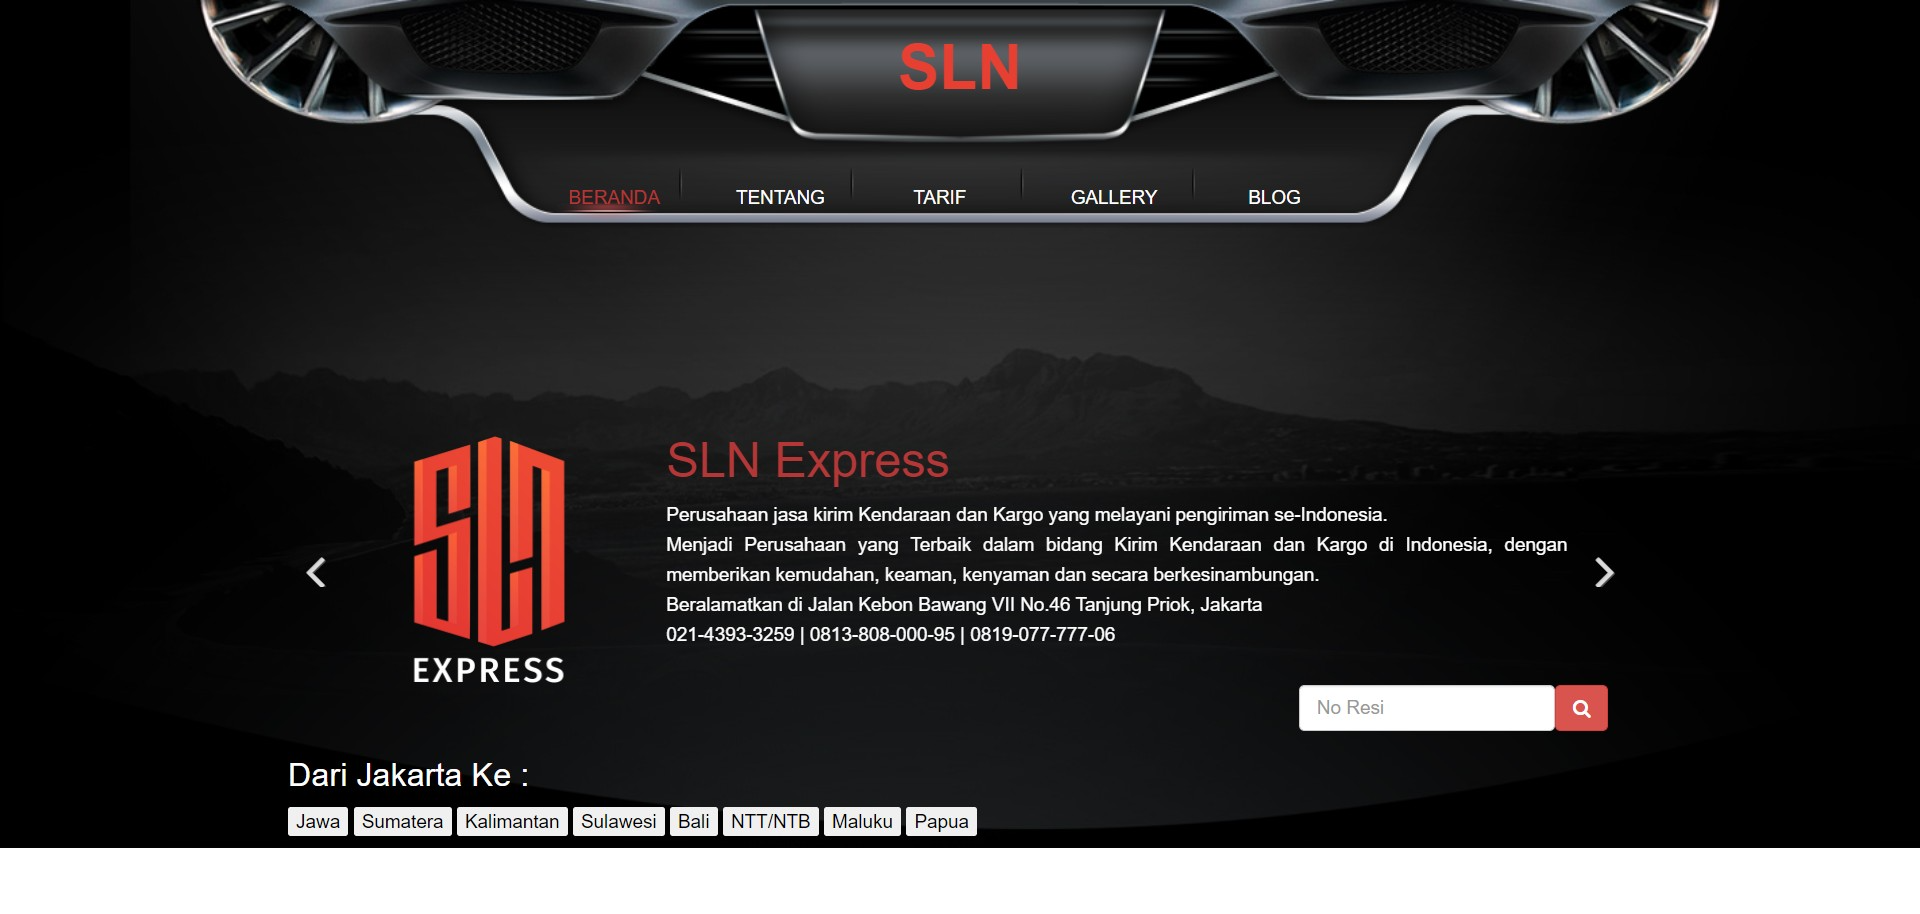 SLN
BERANDA
TENTANG
TARIF
GALLERY
BLOG
SLN
EXPRESS
SLN Express
Perusahaan jasa kirim Kendaraan dan Kargo yang melayani pengiriman se-Indonesia.
Menjadi Perusahaan yang Terbaik dalam bidang Kirim Kendaraan dan Kargo di Indonesia, dengan
memberikan kemudahan, keaman, kenyaman dan secara berkesinambungan.
Beralamatkan di Jalan Kebon Bawang VII No.46 Tanjung Priok, Jakarta
021-4393-3259 | 0813-808-000-95 | 0819-077-777-06
No Resi
Dari Jakarta Ke :
Jawa
Sumatera
Kalimantan
Sulawesi
Bali
NTT/NTB
Maluku
Papua